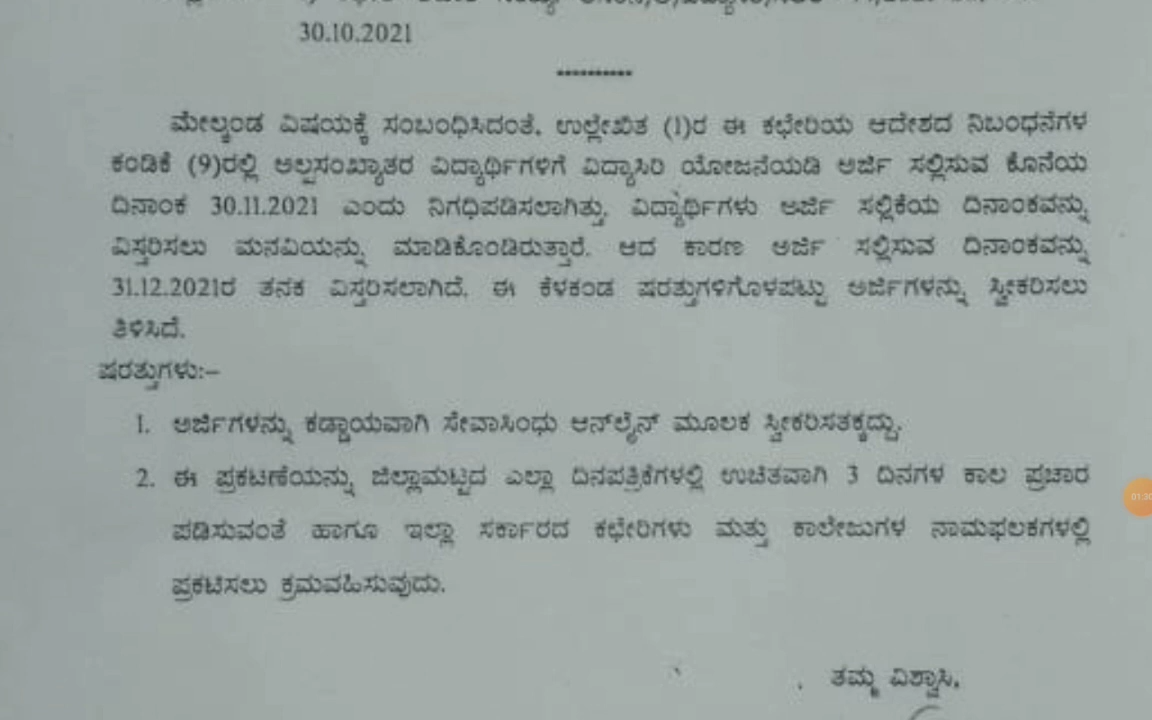 30.10.2021
**********
ಮೇಲ್ಕಂಡ ವಿಷಯಕ್ಕೆ ಸಂಬಂಧಿಸಿದಂತೆ, ಉಲ್ಲೇಖಿತ (1)ರ ಈ ಕಛೇರಿಯ ಆದೇಶದ ನಿಬಂಧನೆಗಳ
ಕಂಡಿಕೆ (9)ರಲ್ಲಿ ಅಲ್ಪಸಂಖ್ಯಾತರ ವಿದ್ಯಾರ್ಥಿಗಳಿಗೆ ವಿದ್ಯಾಸಿರಿ ಯೋಜನೆಯಡಿ ಅರ್ಜಿ ಸಲ್ಲಿಸುವ ಕೊನೆಯ
ದಿನಾಂಕ 30.11.2021 ಎಂದು ನಿಗಧಿಪಡಿಸಲಾಗಿತ್ತು, ವಿದ್ಯಾರ್ಥಿಗಳು ಅರ್ಜಿ ಸಲ್ಲಿಕೆಯ ದಿನಾಂಕವನ್ನು
ವಿಸ್ತರಿಸಲು ಮನವಿಯನ್ನು ಮಾಡಿಕೊಂಡಿರುತ್ತಾರೆ. ಆದ ಕಾರಣ ಅರ್ಜಿ ಸಲ್ಲಿಸುವ ದಿನಾಂಕವನ್ನು
31.12.2021ರ ತನಕ ವಿಸ್ತರಿಸಲಾಗಿದೆ. ಈ ಕೆಳಕಂಡ ಷರತ್ತುಗಳಿಗೊಳಪಟ್ಟು ಅರ್ಜಿಗಳನ್ನು ಸ್ವೀಕರಿಸಲು
ತಿಳಿಸಿದೆ.
ಷರತ್ತುಗಳು:–
1. ಅರ್ಜಿಗಳನ್ನು ಕಡ್ಡಾಯವಾಗಿ ಸೇವಾಸಿಂಧು ಆನ್‌ಲೈನ್ ಮೂಲಕ ಸ್ವೀಕರಿಸತಕ್ಕದ್ದು.
2. ಈ ಪ್ರಕಟಣೆಯನ್ನು ಜಿಲ್ಲಾಮಟ್ಟದ ಎಲ್ಲಾ ದಿನಪತ್ರಿಕೆಗಳಲ್ಲಿ ಉಚಿತವಾಗಿ 3 ದಿನಗಳ ಕಾಲ ಪ್ರಚಾರ
ಪಡಿಸುವಂತೆ ಹಾಗೂ ಇಲ್ಲಾ ಸರ್ಕಾರದ ಕಛೇರಿಗಳು ಮತ್ತು ಕಾಲೇಜುಗಳ ನಾಮಫಲಕಗಳಲ್ಲಿ
ಪ್ರಕಟಿಸಲು ಕ್ರಮವಹಿಸುವುದು.
ತಮ್ಮ ವಿಶ್ವಾಸಿ,